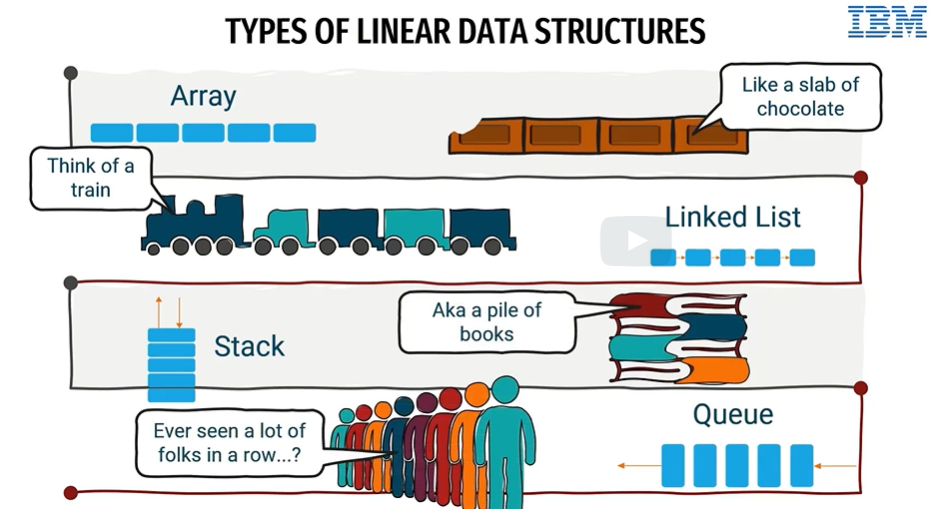 TYPES OF LINEAR DATA STRUCTURES
IBM
Array
Like a slab of
chocolate
Think of a
train
Linked List
Stack
Aka a pile of
books
Ever seen a lot of
folks in a row...?
Queue